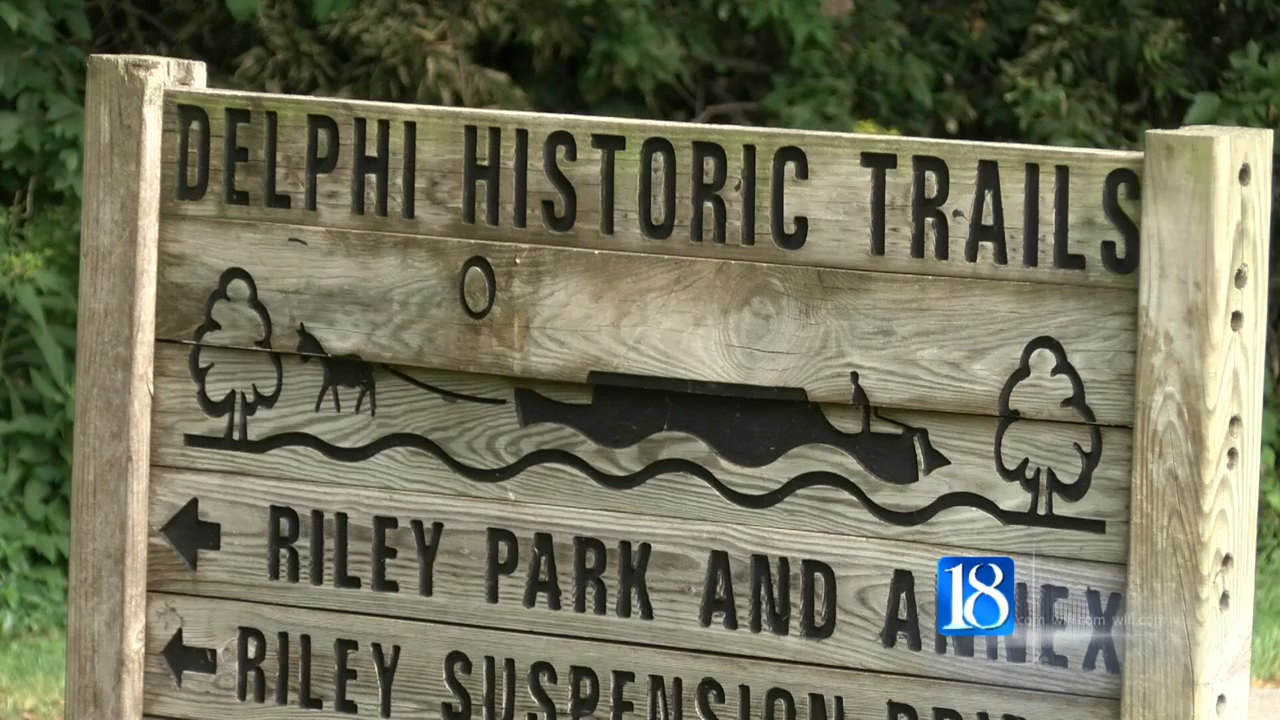 DELPHI HISTORIC TRAILS
RILEY PARK AND ANNEX
18
RILEY SUSPENSION